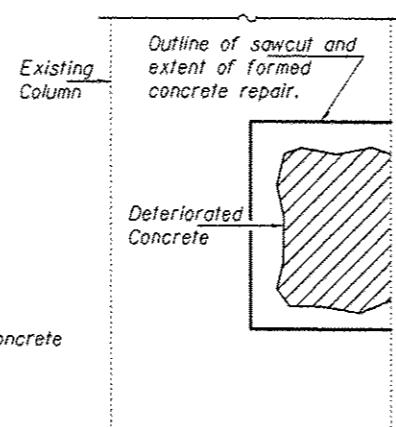 Outline of sawcut and
extent of formed
concrete repair.
Existing
Column
Deteriorated
Concrete
oncrete